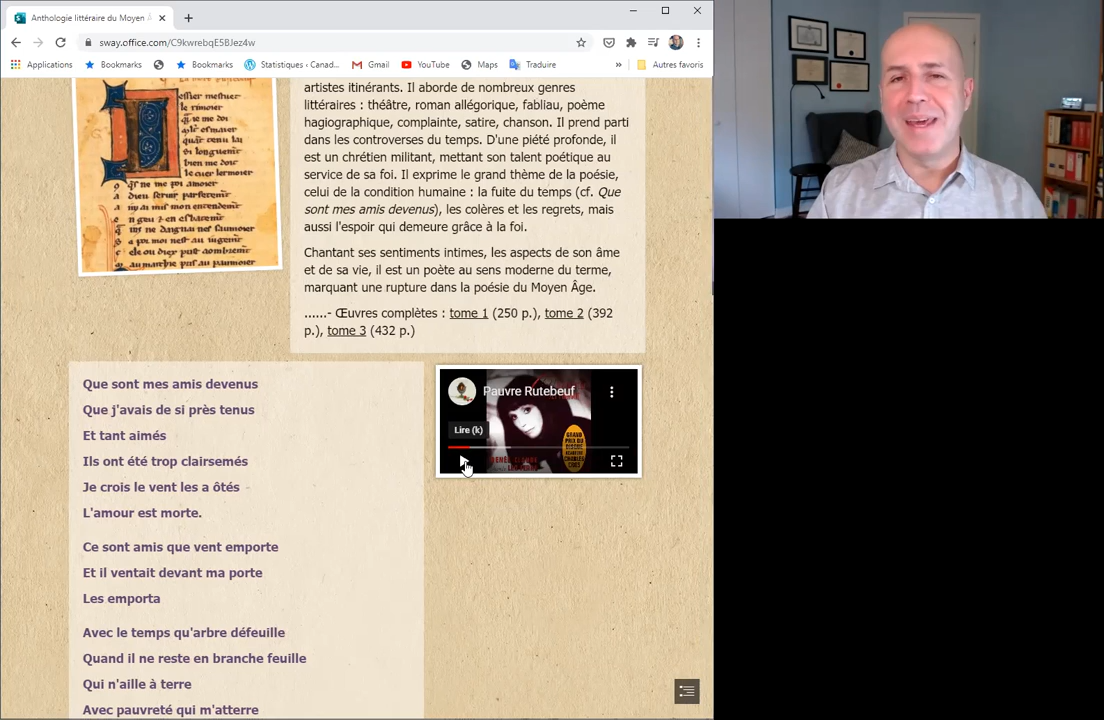 Anthologie littéraire du Moyen Â
sway.office.com/C9kwrebqE5BJez4w
Applications
Bookmarks
Bookmarks
Statistiques ‹ Canad...
Gmail
YouTube
Maps
Traduire
»
Autres favoris
artistes itinérants. Il aborde de nombreux genres
littéraires : théâtre, roman allégorique, fabliau, poème
hagiographique, complainte, satire, chanson. Il prend parti
dans les controverses du temps. D'une piété profonde, il
est un chrétien militant, mettant son talent poétique au
service de sa foi. Il exprime le grand thème de la poésie,
celui de la condition humaine : la fuite du temps (cf. Que
sont mes amis devenus), les colères et les regrets, mais
aussi l'espoir qui demeure grâce à la foi.
Chantant ses sentiments intimes, les aspects de son âme
et de sa vie, il est un poète au sens moderne du terme,
marquant une rupture dans la poésie du Moyen Âge.
......- Œuvres complètes : tome 1 (250 p.), tome 2 (392
p.), tome 3 (432 p.)
Que sont mes amis devenus
Que j'avais de si près tenus
Et tant aimés
Ils ont été trop clairsemés
Je crois le vent les a ôtés
L'amour est morte.
Ce sont amis que vent emporte
Et il ventait devant ma porte
Les emporta
Avec le temps qu'arbre défeuille
Quand il ne reste en branche feuille
Qui n'aille à terre
Avec pauvreté qui m'atterre
Pauvre Rutebeuf
Lire (k)
GRAND
PRIX DU
DISQUE